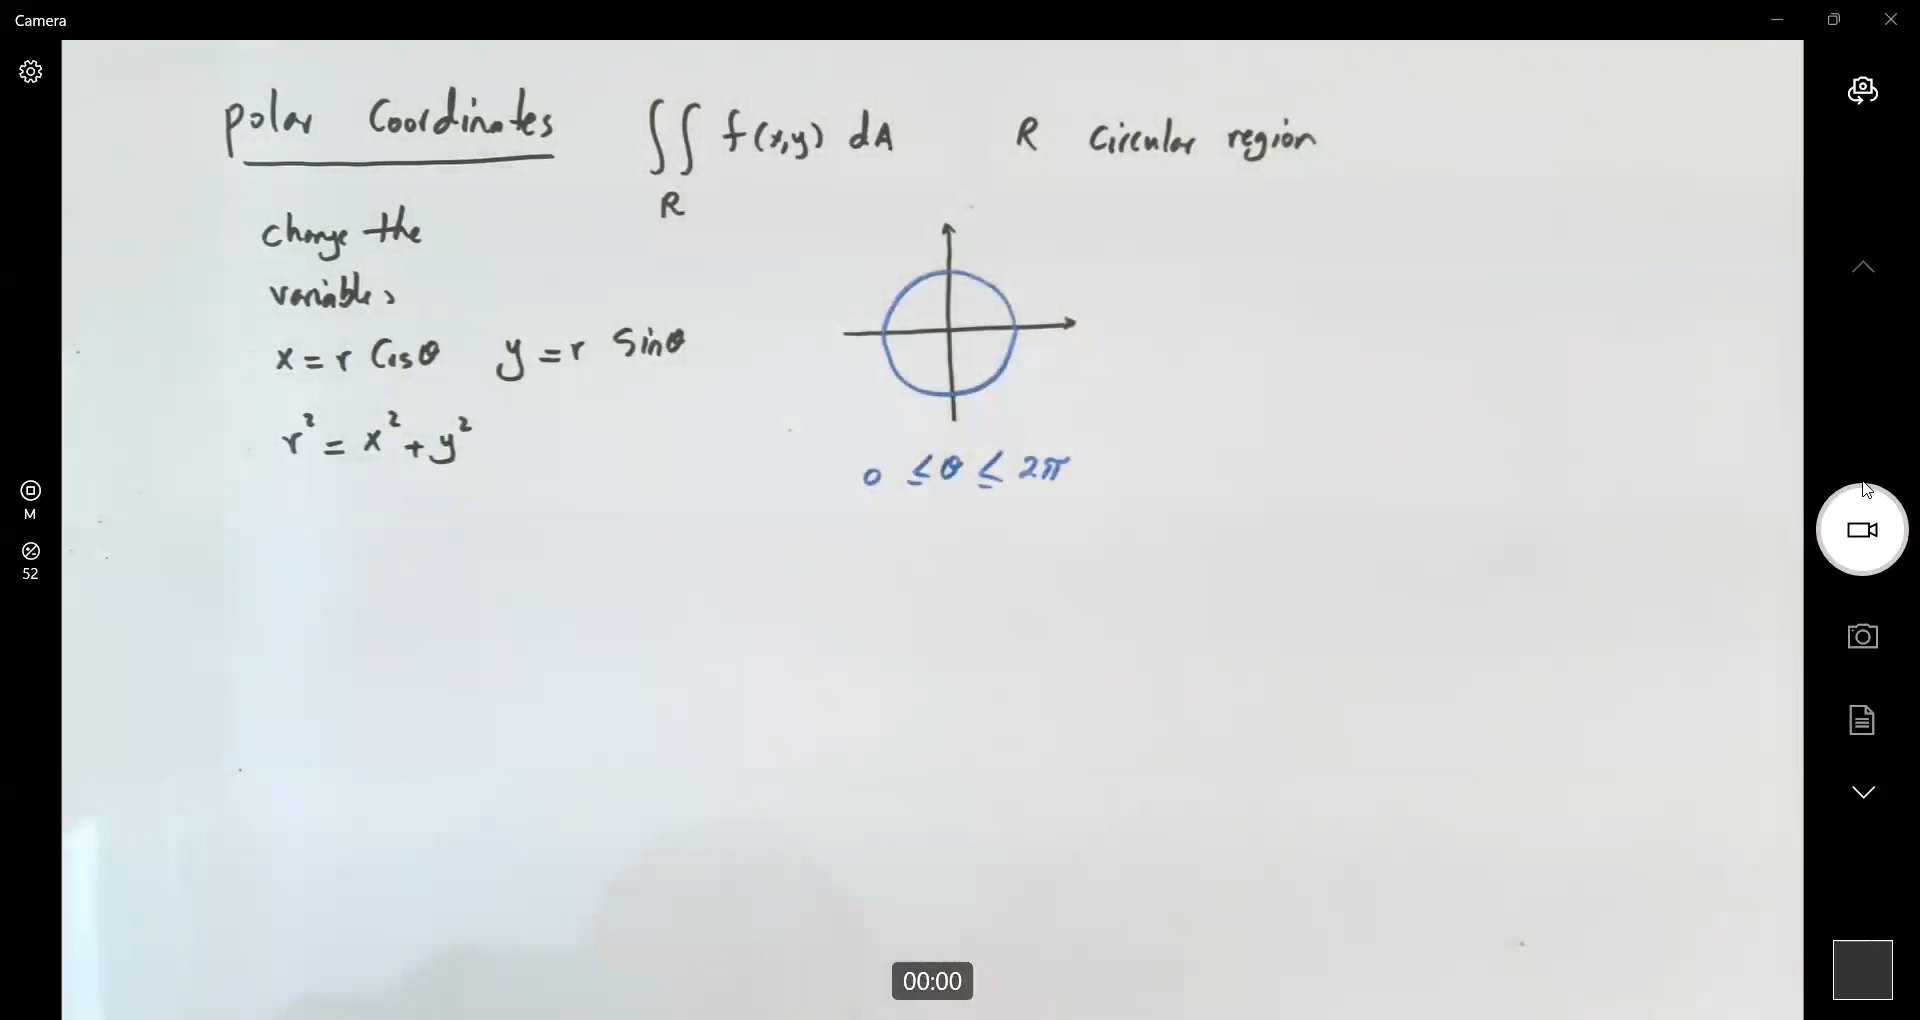 Camera
polar Coordinates ∫∫ f(x,y) dA R Circular region
R
change the
variables
x = r Cosθ y = r Sinθ
r² = x² + y²
0 ≤ θ ≤ 2π
M
52
00:00